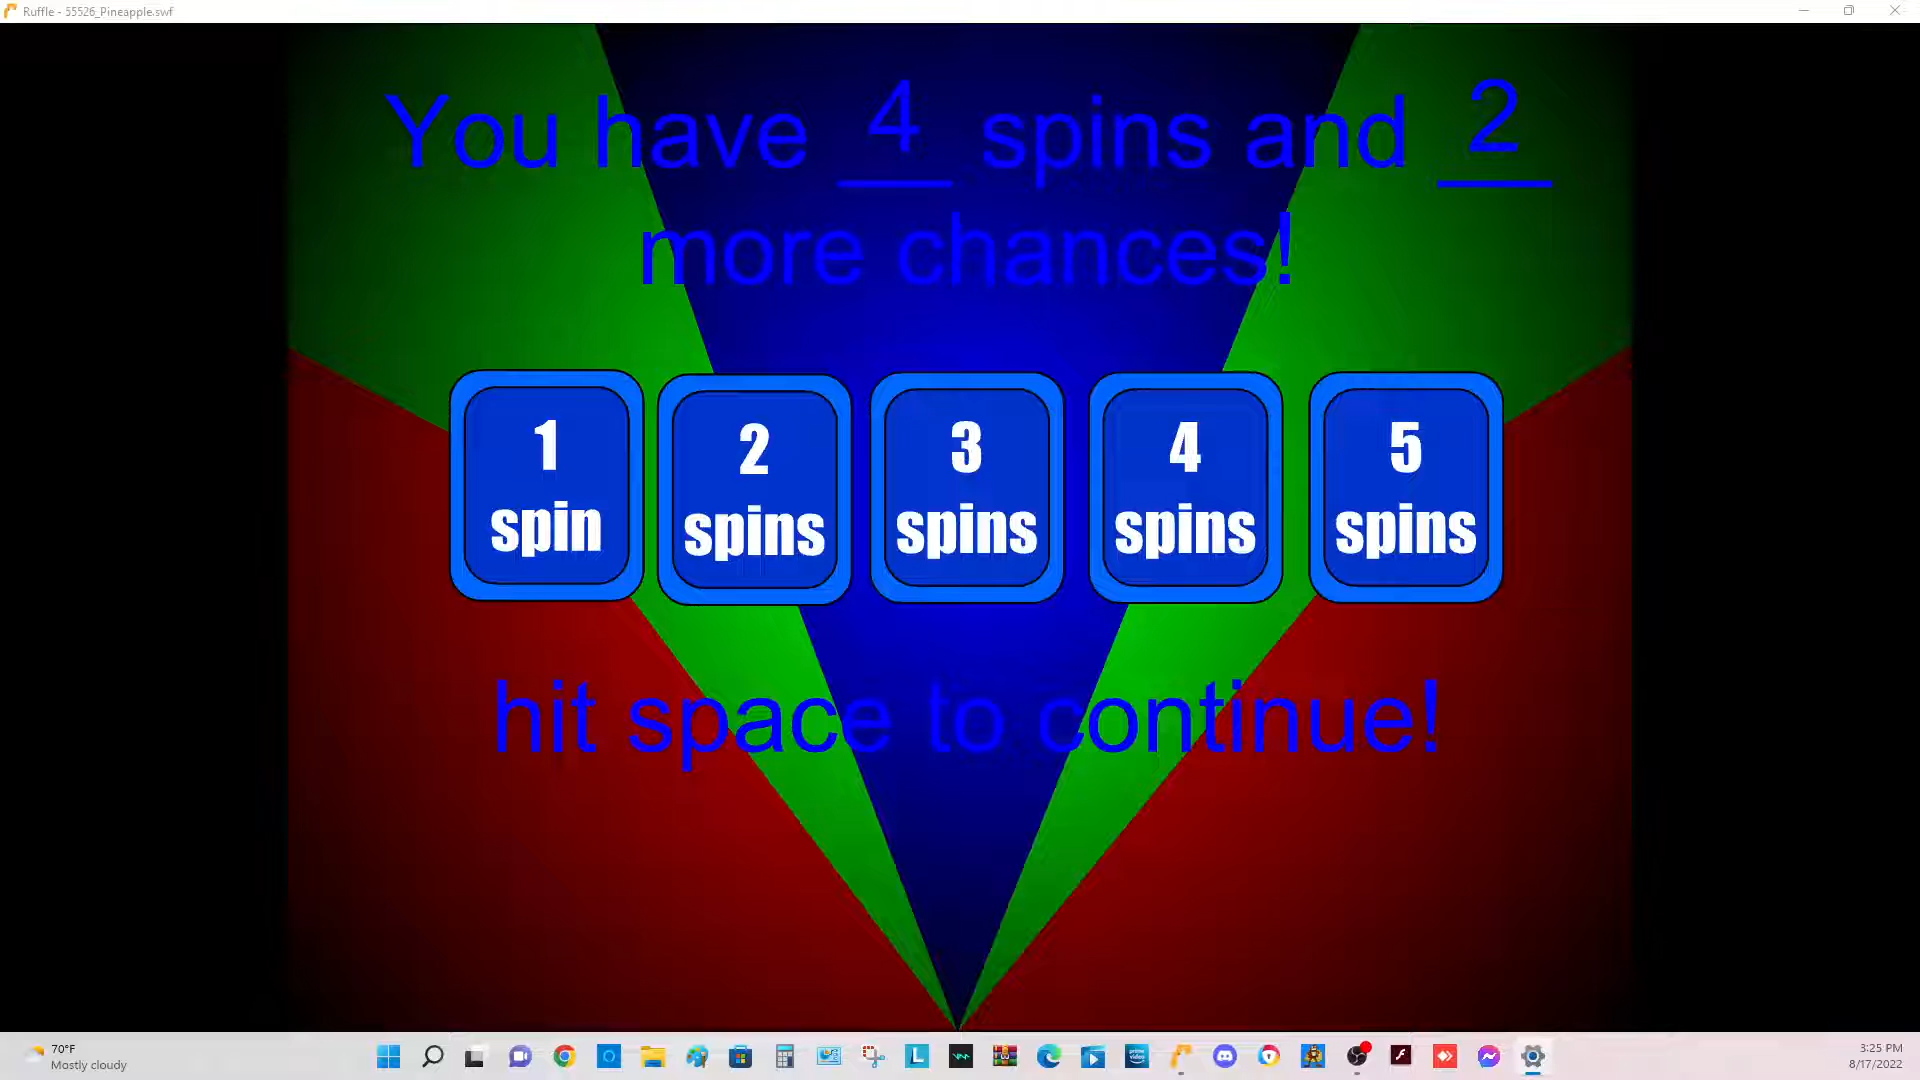 Ruffle - 55526_Pineapple.swf
You have 4 spins and 2
more chances!
1
spin
2
spins
3
spins
4
spins
5
spins
hit space to continue!
70°F
Mostly cloudy
3:25 PM
8/17/2022